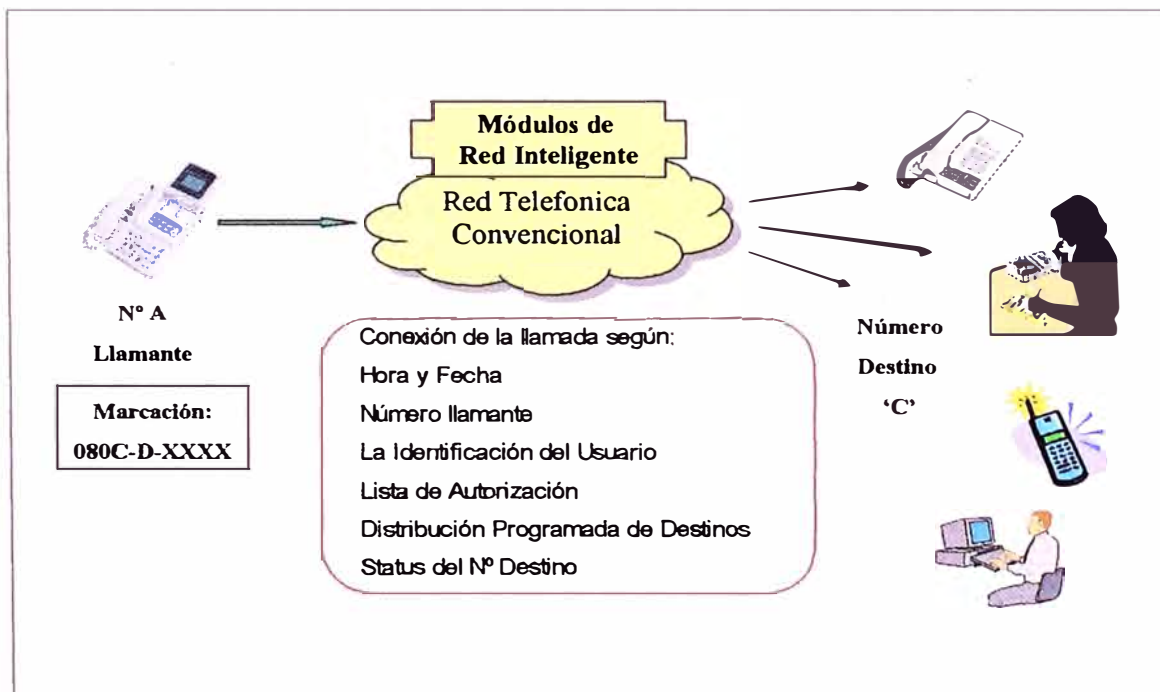 Módulos de
Red Inteligente
Red Telefonica
Convencional
Nº A
Llamante
Marcación:
080C-D-XXXX
Conexión de la llamada según:
Hora y Fecha
Número llamante
La Identificación del Usuario
Lista de Autorización
Distribución Programada de Destinos
Status del Nº Destino
Número
Destino
‘C’